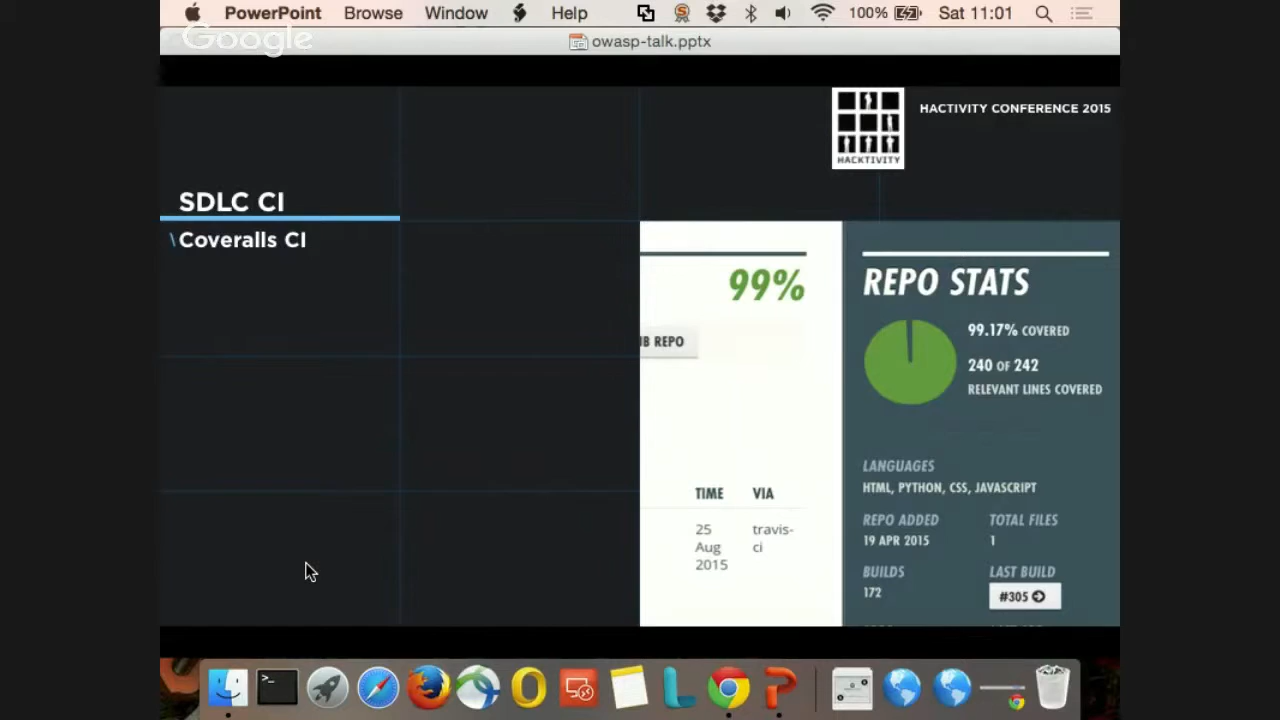 PowerPoint Browse Window Help 100% Sat 11:01
Google
owasp-talk.pptx
HACKTIVITY
HACTIVITY CONFERENCE 2015
SDLC CI
\Coveralls CI
99%
IB REPO
TIME VIA
25 Aug 2015
travis-ci
REPO STATS
99.17% COVERED
240 OF 242
RELEVANT LINES COVERED
LANGUAGES
HTML, PYTHON, CSS, JAVASCRIPT
REPO ADDED TOTAL FILES
19 APR 2015 1
BUILDS LAST BUILD
172 #305